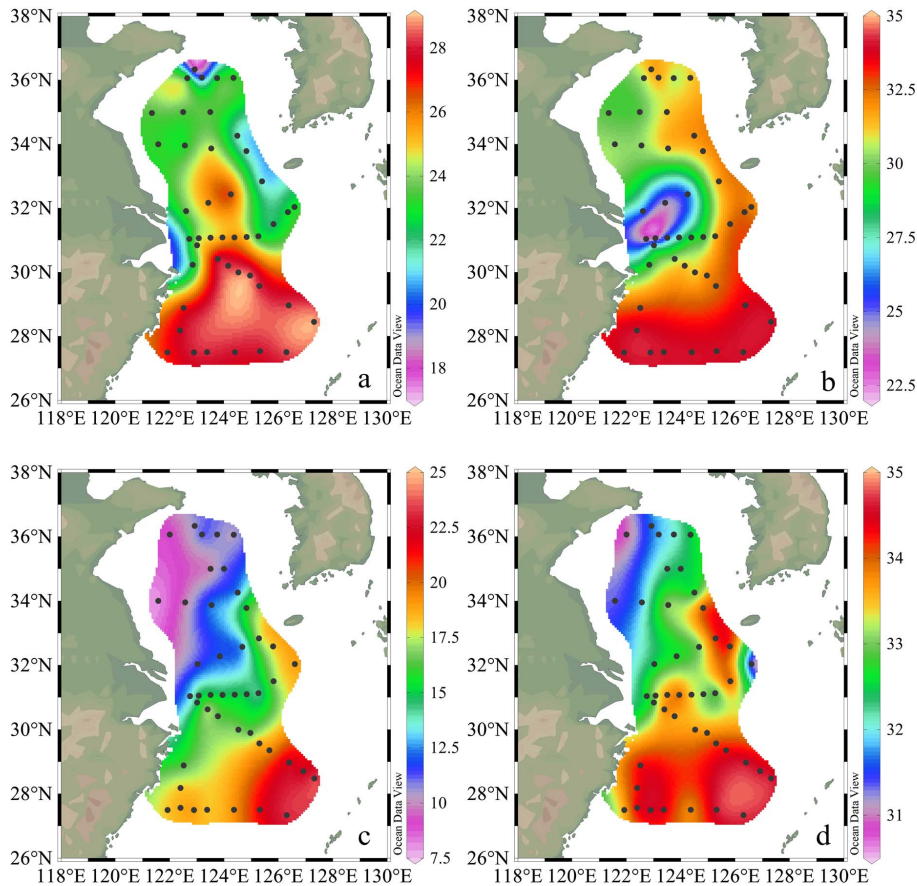 38°N
36°N
34°N
32°N
30°N
28°N
26°N
118°E 120°E 122°E 124°E 126°E 128°E 130°E
28
26
24
22
20
18
Ocean Data View
a
38°N
36°N
34°N
32°N
30°N
28°N
26°N
118°E 120°E 122°E 124°E 126°E 128°E 130°E
35
32.5
30
27.5
25
22.5
Ocean Data View
b
38°N
36°N
34°N
32°N
30°N
28°N
26°N
118°E 120°E 122°E 124°E 126°E 128°E 130°E
25
22.5
20
17.5
15
12.5
10
7.5
Ocean Data View
c
38°N
36°N
34°N
32°N
30°N
28°N
26°N
118°E 120°E 122°E 124°E 126°E 128°E 130°E
35
34
33
32
31
Ocean Data View
d